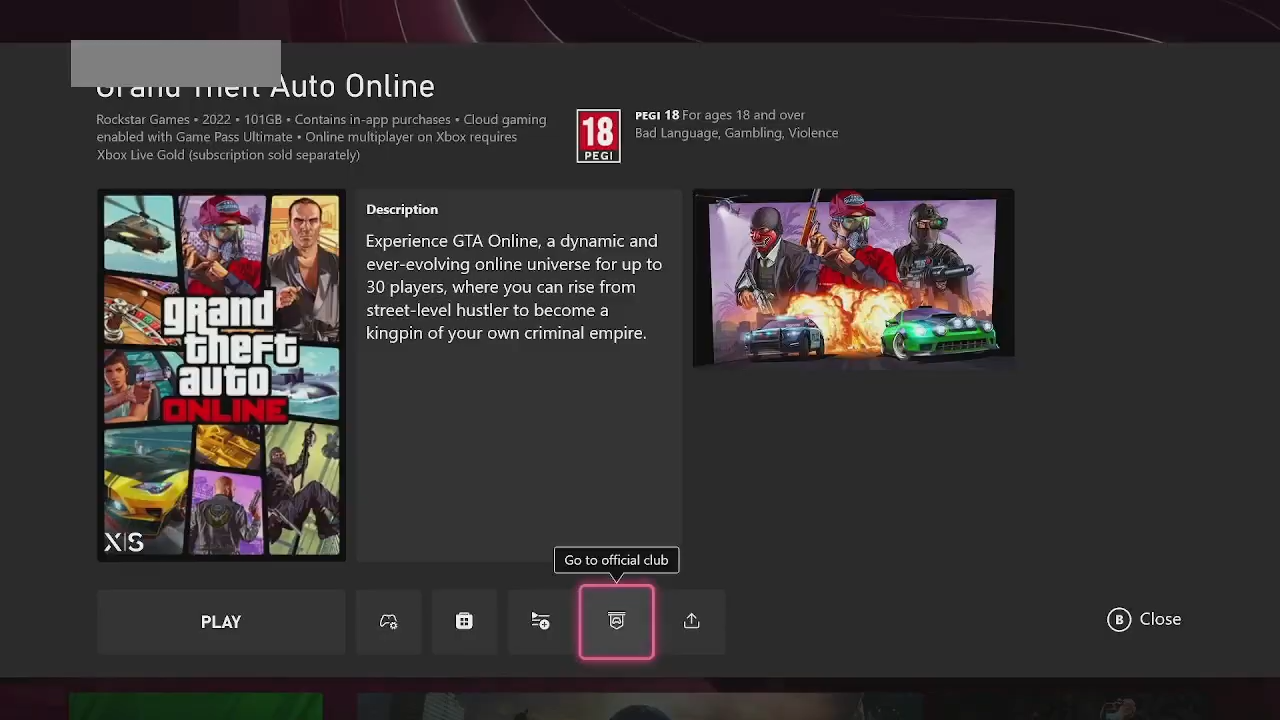 Grand Theft Auto Online
Rockstar Games • 2022 • 101GB • Contains in-app purchases • Cloud gaming
enabled with Game Pass Ultimate • Online multiplayer on Xbox requires
Xbox Live Gold (subscription sold separately)
18
PEGI
PEGI 18 For ages 18 and over
Bad Language, Gambling, Violence
grand
theft
auto
ONLINE
X|S
Description
Experience GTA Online, a dynamic and
ever-evolving online universe for up to
30 players, where you can rise from
street-level hustler to become a
kingpin of your own criminal empire.
Go to official club
PLAY
B Close